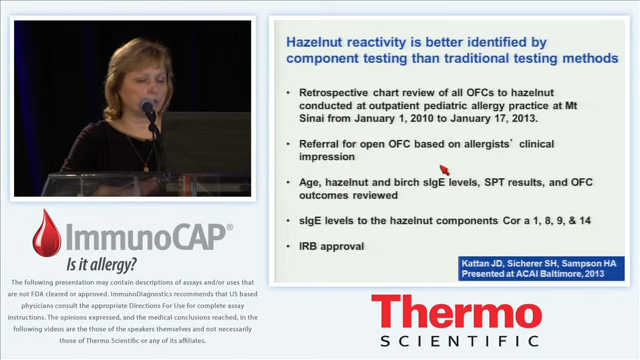 Hazelnut reactivity is better identified by
component testing than traditional testing methods
• Retrospective chart review of all OFCs to hazelnut
conducted at outpatient pediatric allergy practice at Mt
Sinai from January 1, 2010 to January 17, 2013.
• Referral for open OFC based on allergists' clinical
impression
• Age, hazelnut and birch sIgE levels, SPT results, and OFC
outcomes reviewed
• sIgE levels to the hazelnut components Cor a 1, 8, 9, & 14
• IRB approval
Kattan JD, Sicherer SH, Sampson HA
Presented at ACAI Baltimore, 2013
ImmunoCAP®
Is it allergy?
The following presentation may contain descriptions of assays and/or uses that
are not FDA cleared or approved. ImmunoDiagnostics recommends that US based
physicians consult the appropriate Directions For Use for complete assay
instructions. The opinions expressed, and the medical conclusions reached, in the
following videos are the those of the speakers themselves and not necessarily
those of Thermo Scientific or any of its affiliates.
Thermo
SCIENTIFIC